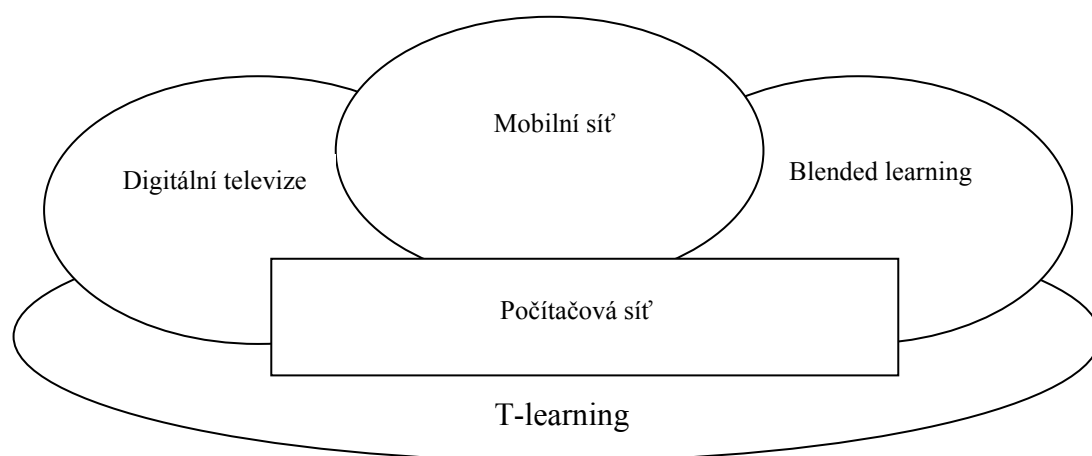 Mobilní síť
Digitální televize
Blended learning
Počítačová síť
T-learning